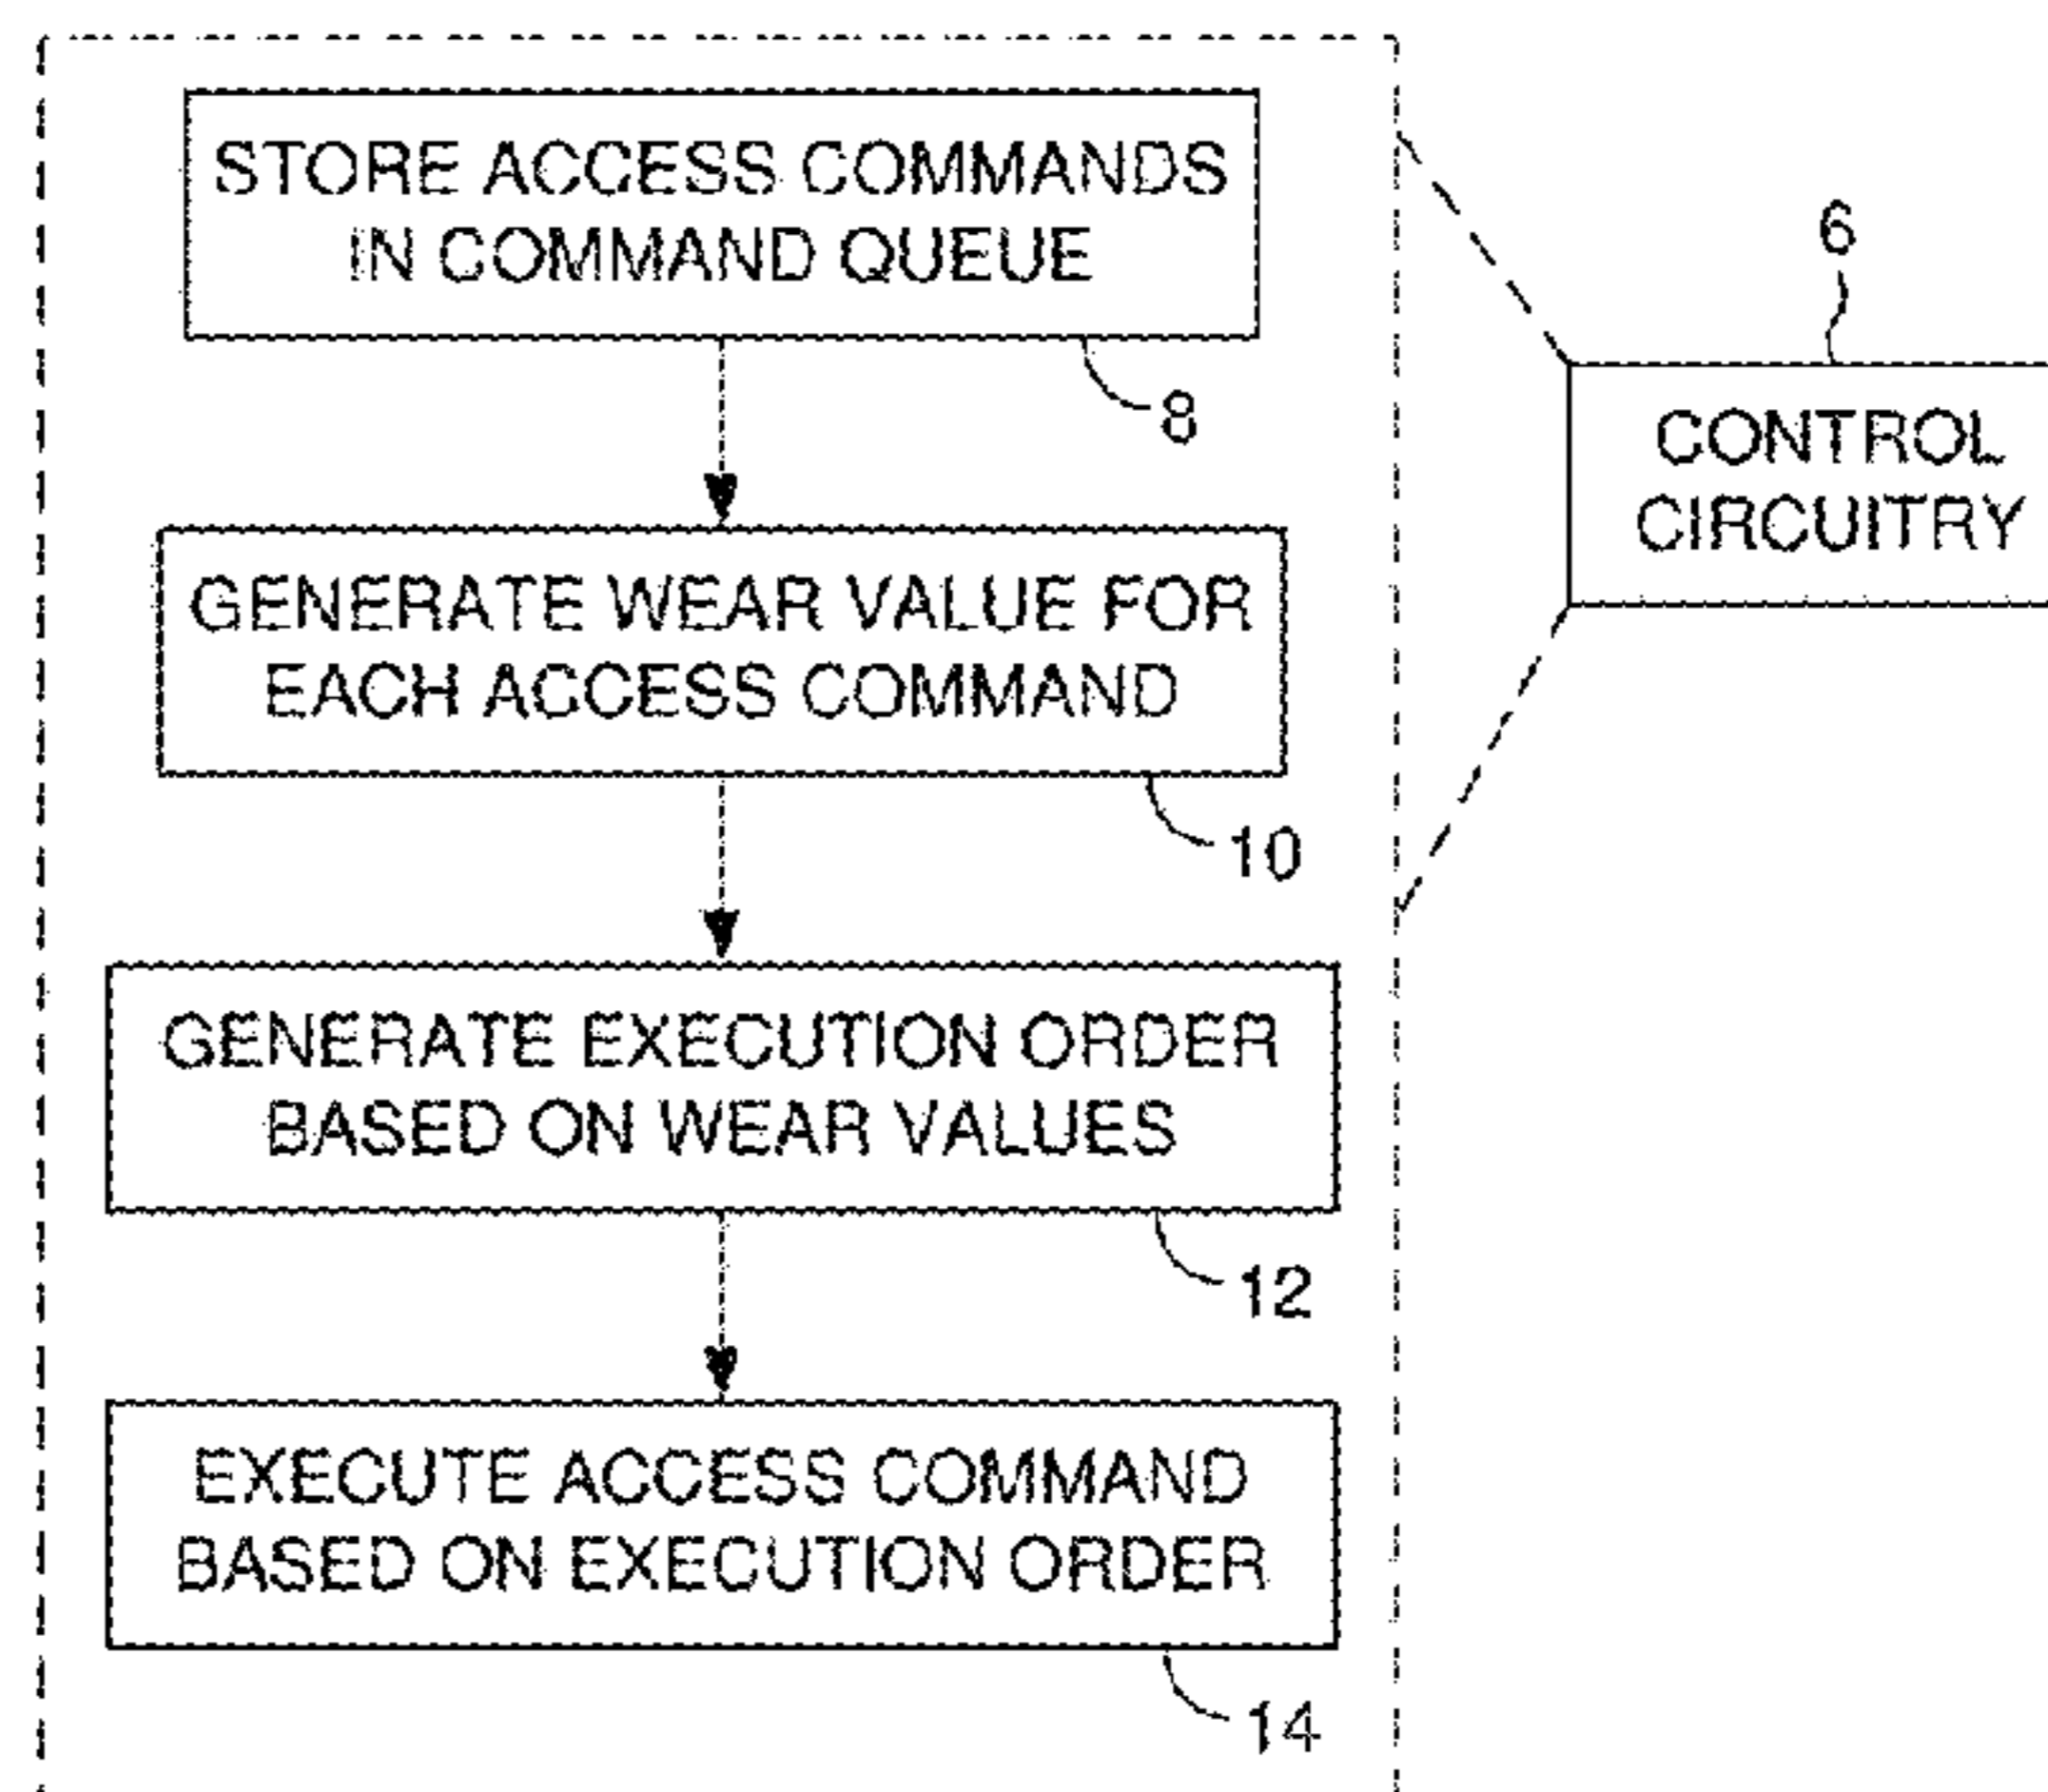 STORE ACCESS COMMANDS
IN COMMAND QUEUE
8
GENERATE WEAR VALUE FOR
EACH ACCESS COMMAND
10
GENERATE EXECUTION ORDER
BASED ON WEAR VALUES
12
EXECUTE ACCESS COMMAND
BASED ON EXECUTION ORDER
14
6
CONTROL
CIRCUITRY